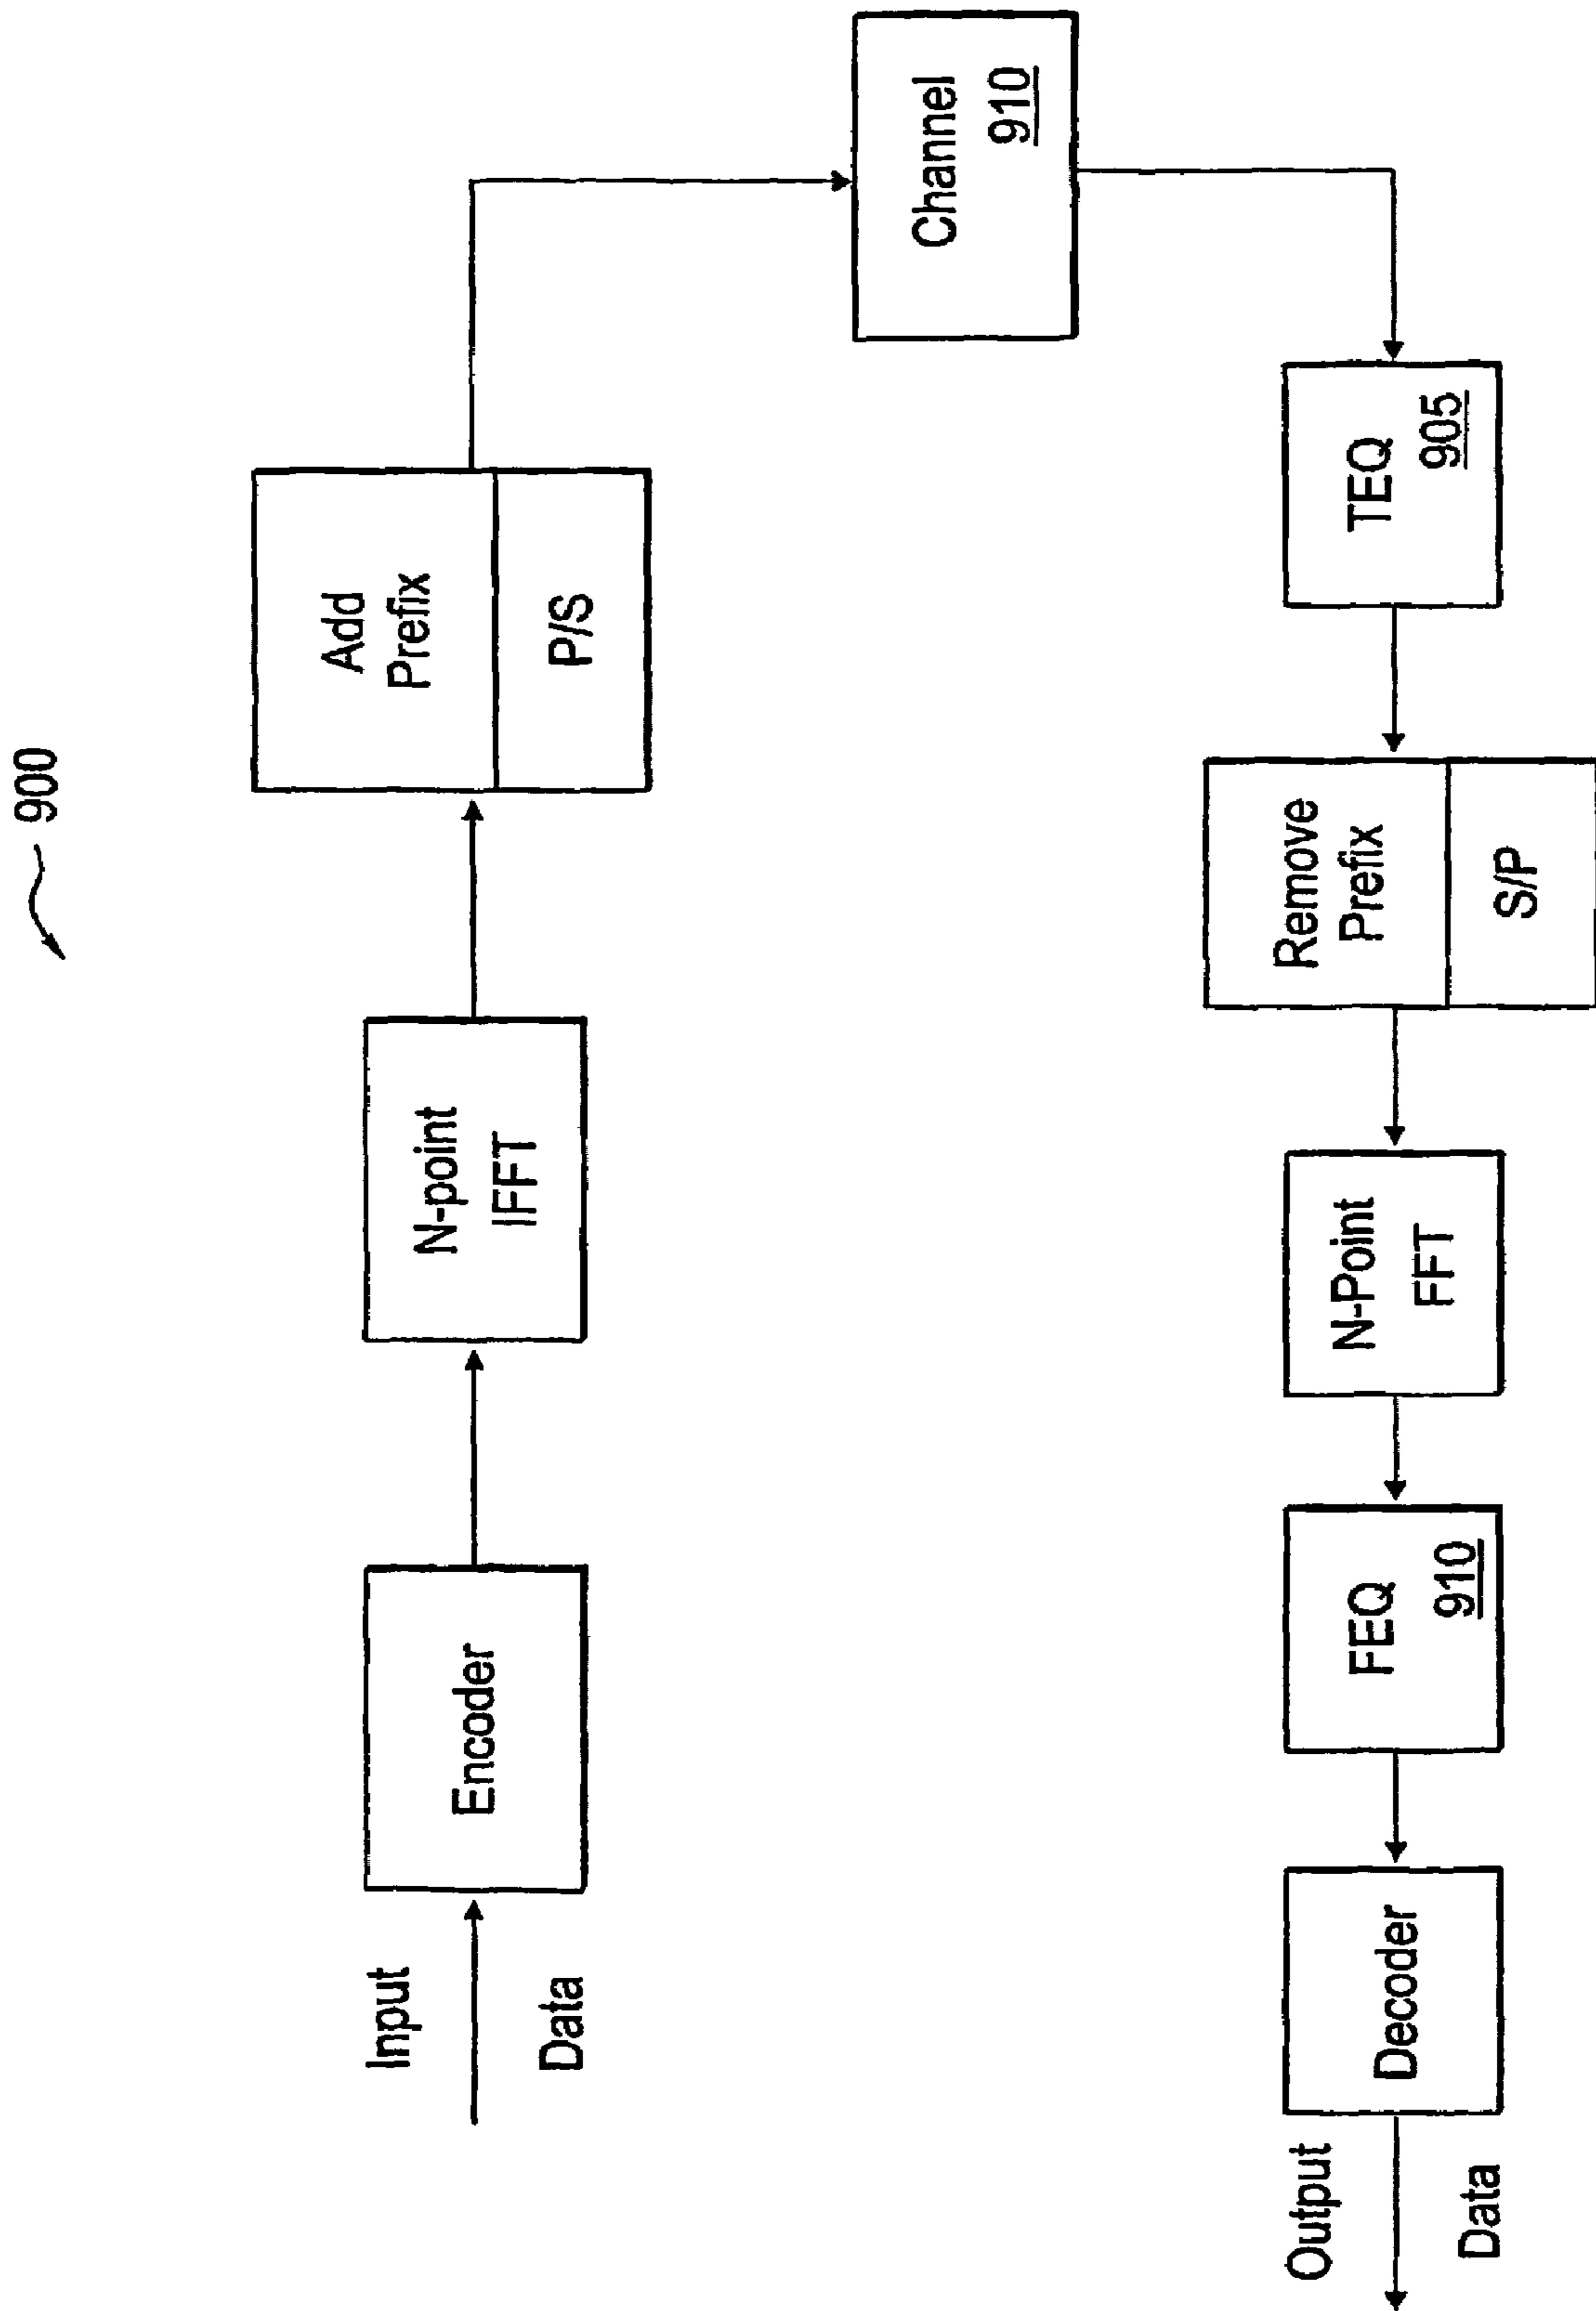 900
Input
Data
Encoder
N-point
IFFT
Add
Prefix
P/S
Channel
910
TEQ
905
Remove
Prefix
S/P
N-Point
FFT
FEQ
910
Decoder
Output
Data